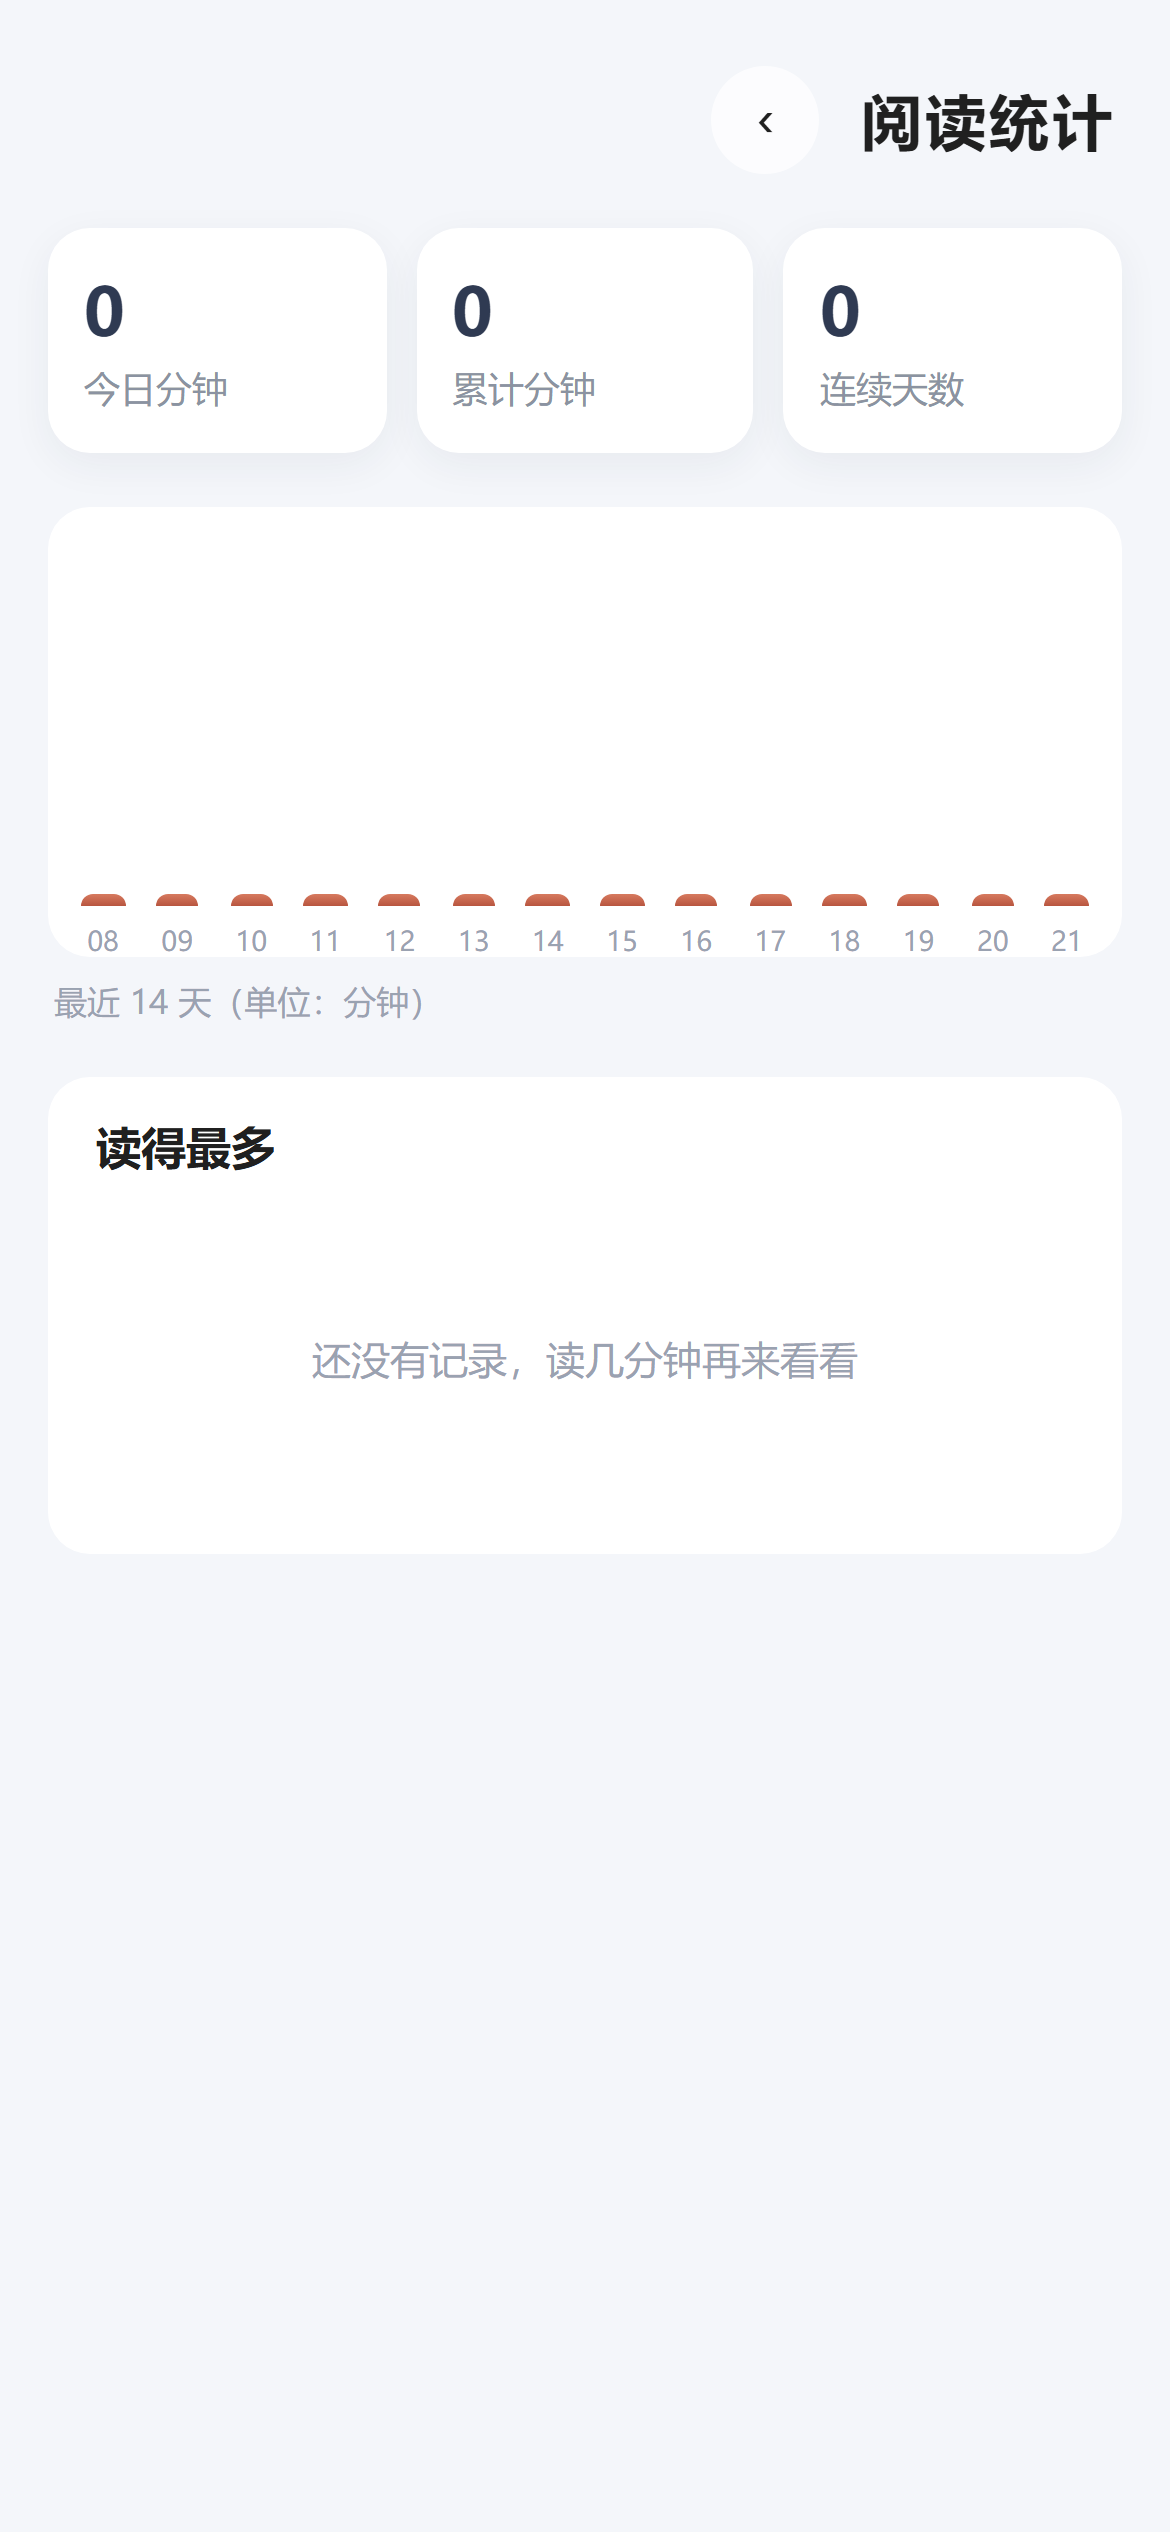 ‹ 阅读统计
0 0 0
今日分钟 累计分钟 连续天数
08 09 10 11 12 13 14 15 16 17 18 19 20 21
最近 14 天（单位：分钟）
读得最多
还没有记录，读几分钟再来看看